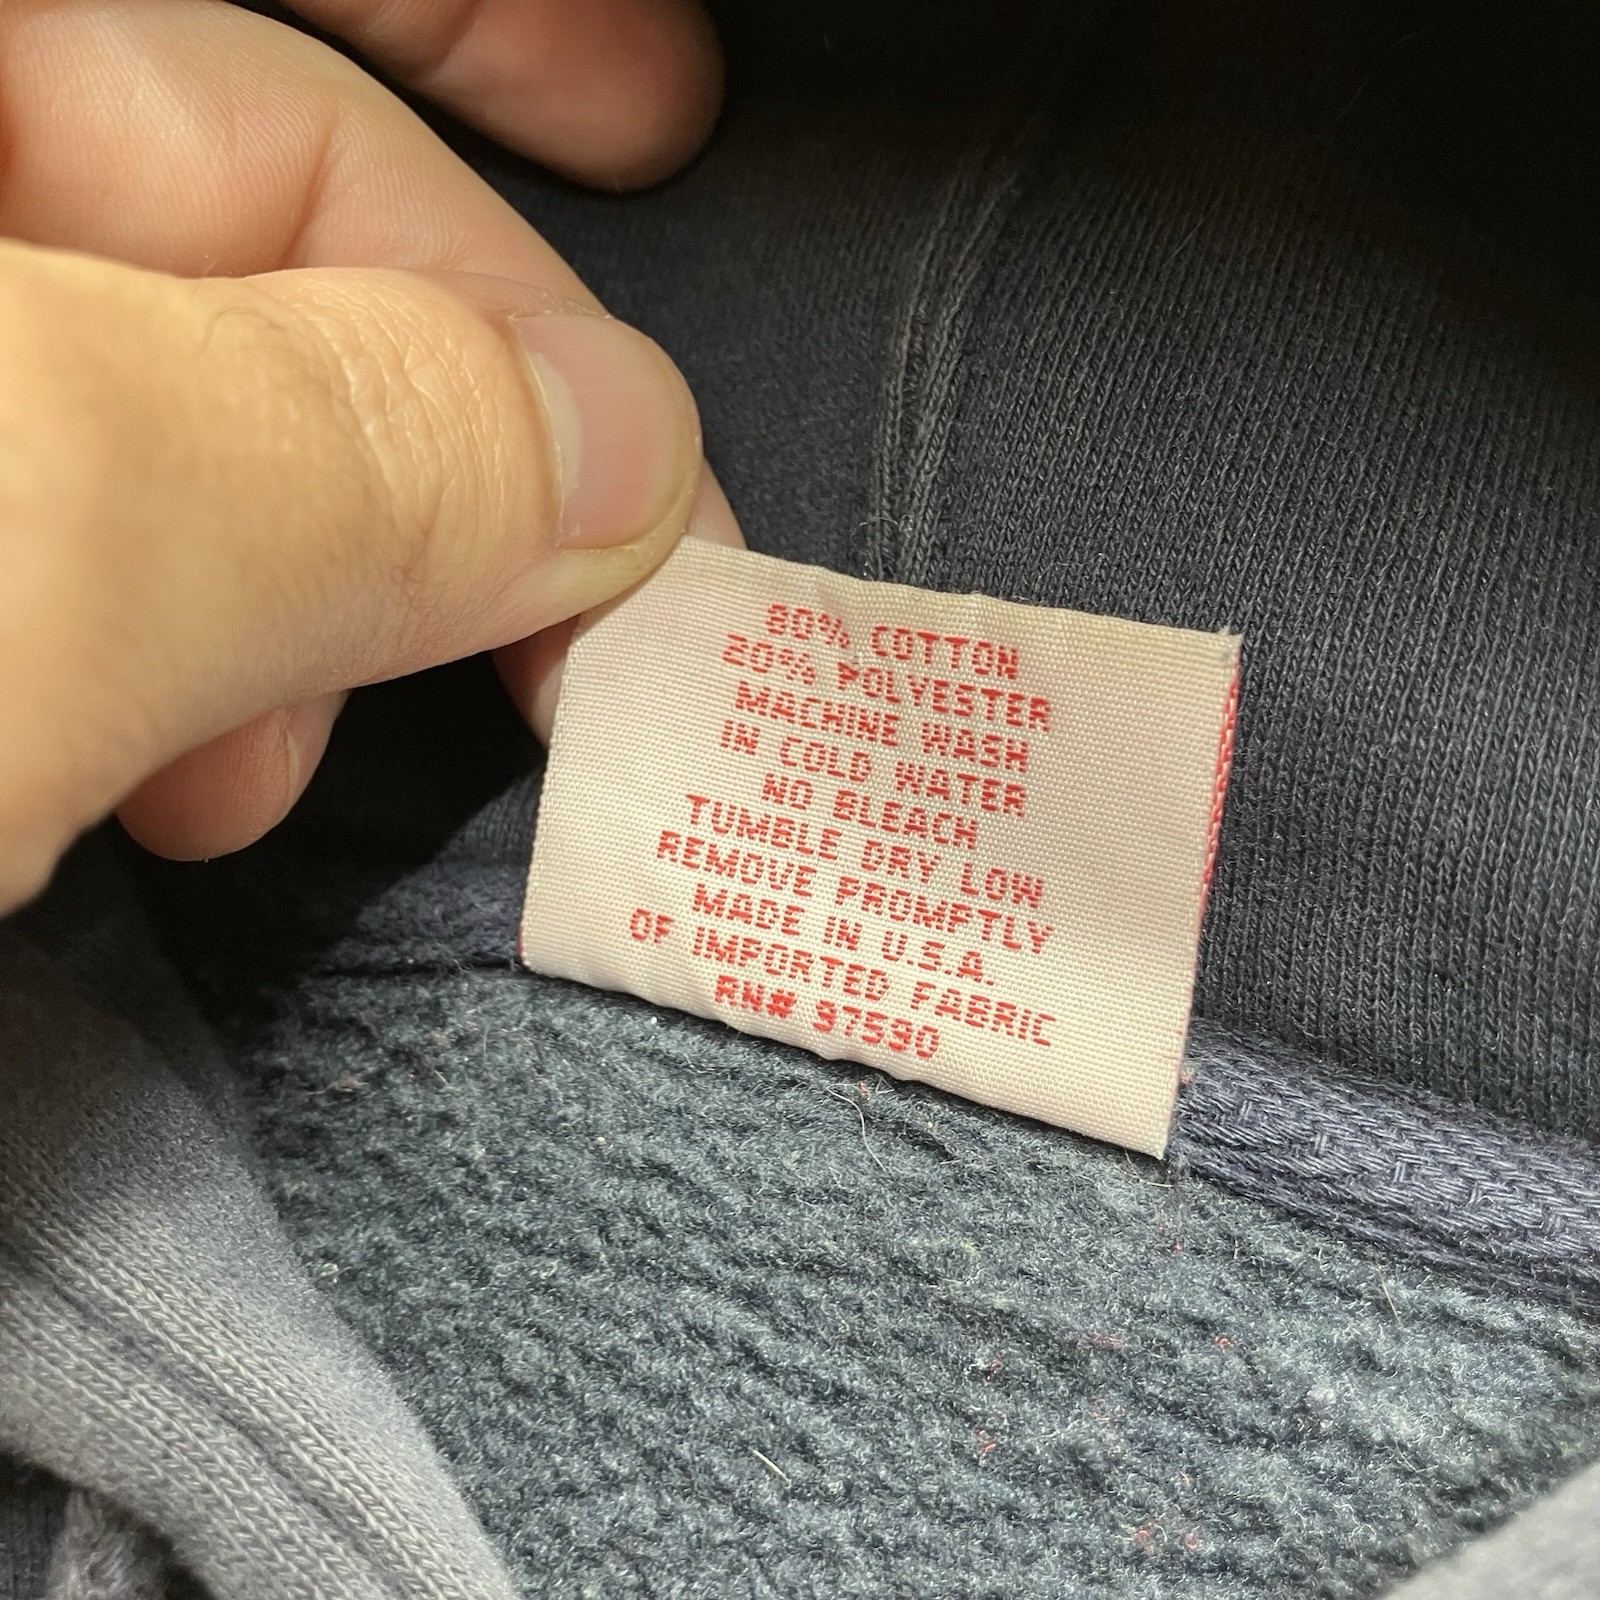 80% COTTON
20% POLYESTER
MACHINE WASH
IN COLD WATER
NO BLEACH
TUMBLE DRY LOW
REMOVE PROMPTLY
MADE IN U.S.A.
OF IMPORTED FABRIC
RN# 97590